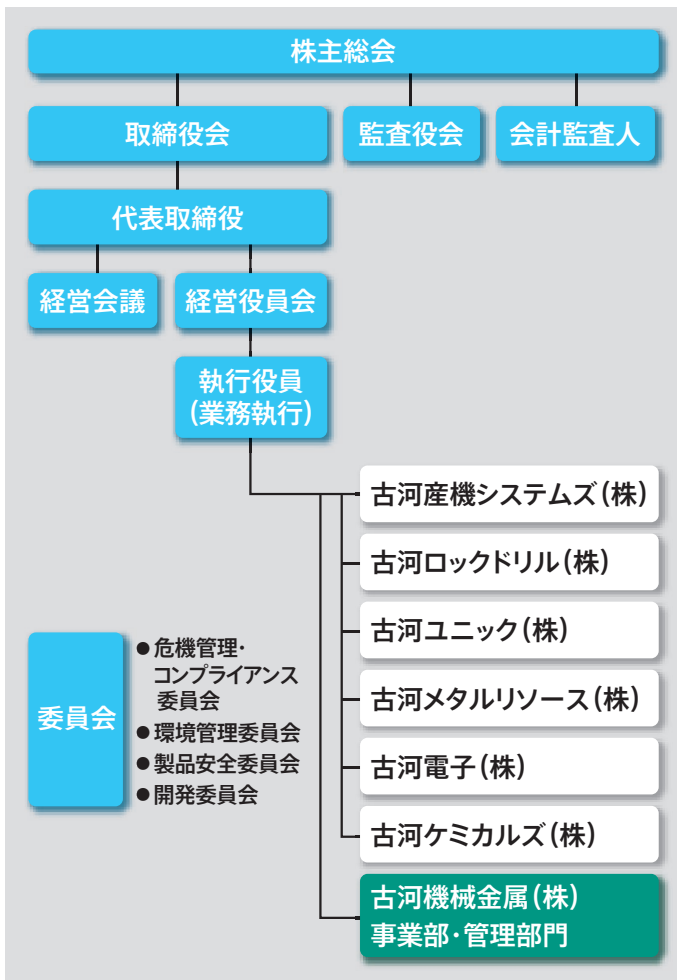 株主総会
取締役会
監査役会
会計監査人
代表取締役
経営会議
経営役員会
執行役員
(業務執行)
古河産機システムズ(株)
古河ロックドリル(株)
古河ユニック(株)
古河メタルリソース(株)
古河電子(株)
古河ケミカルズ(株)
古河機械金属(株)
事業部・管理部門
委員会
●危機管理・
コンプライアンス
委員会
●環境管理委員会
●製品安全委員会
●開発委員会